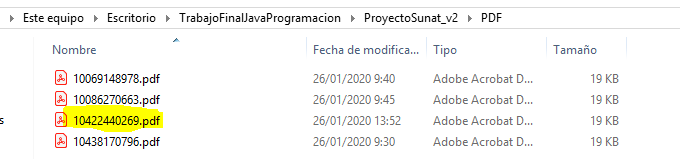 > Este equipo > Escritorio > TrabajoFinalJavaProgramacion > ProyectoSunat_v2 > PDF
Nombre Fecha de modifica... Tipo Tamaño
10069148978.pdf 26/01/2020 9:40 Adobe Acrobat D... 19 KB
10086270663.pdf 26/01/2020 9:45 Adobe Acrobat D... 19 KB
10422440269.pdf 26/01/2020 13:52 Adobe Acrobat D... 19 KB
s
10438170796.pdf 26/01/2020 9:30 Adobe Acrobat D... 19 KB